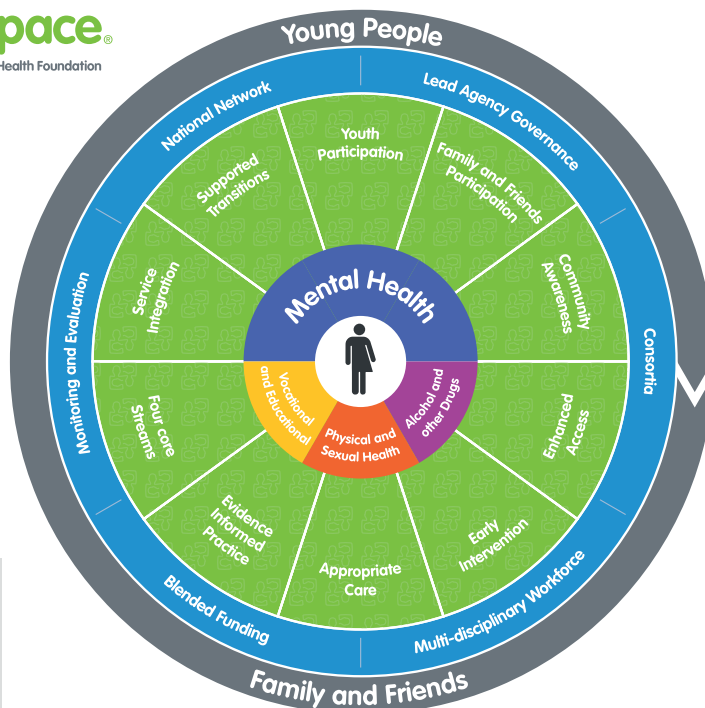 pace®
Health Foundation
Young People
National Network
Lead Agency Governance
Youth
Participation
Family and Friends
Participation
Supported
Transitions
Community
Awareness
Service
Integration
Mental Health
Monitoring and Evaluation
Consortia
Vocational
and Educational
Alcohol and
other Drugs
Physical and
Sexual Health
Four core
Streams
Enhanced
Access
Evidence
Informed
Practice
Early
Intervention
Appropriate
Care
Blended Funding
Multi-disciplinary Workforce
Family and Friends